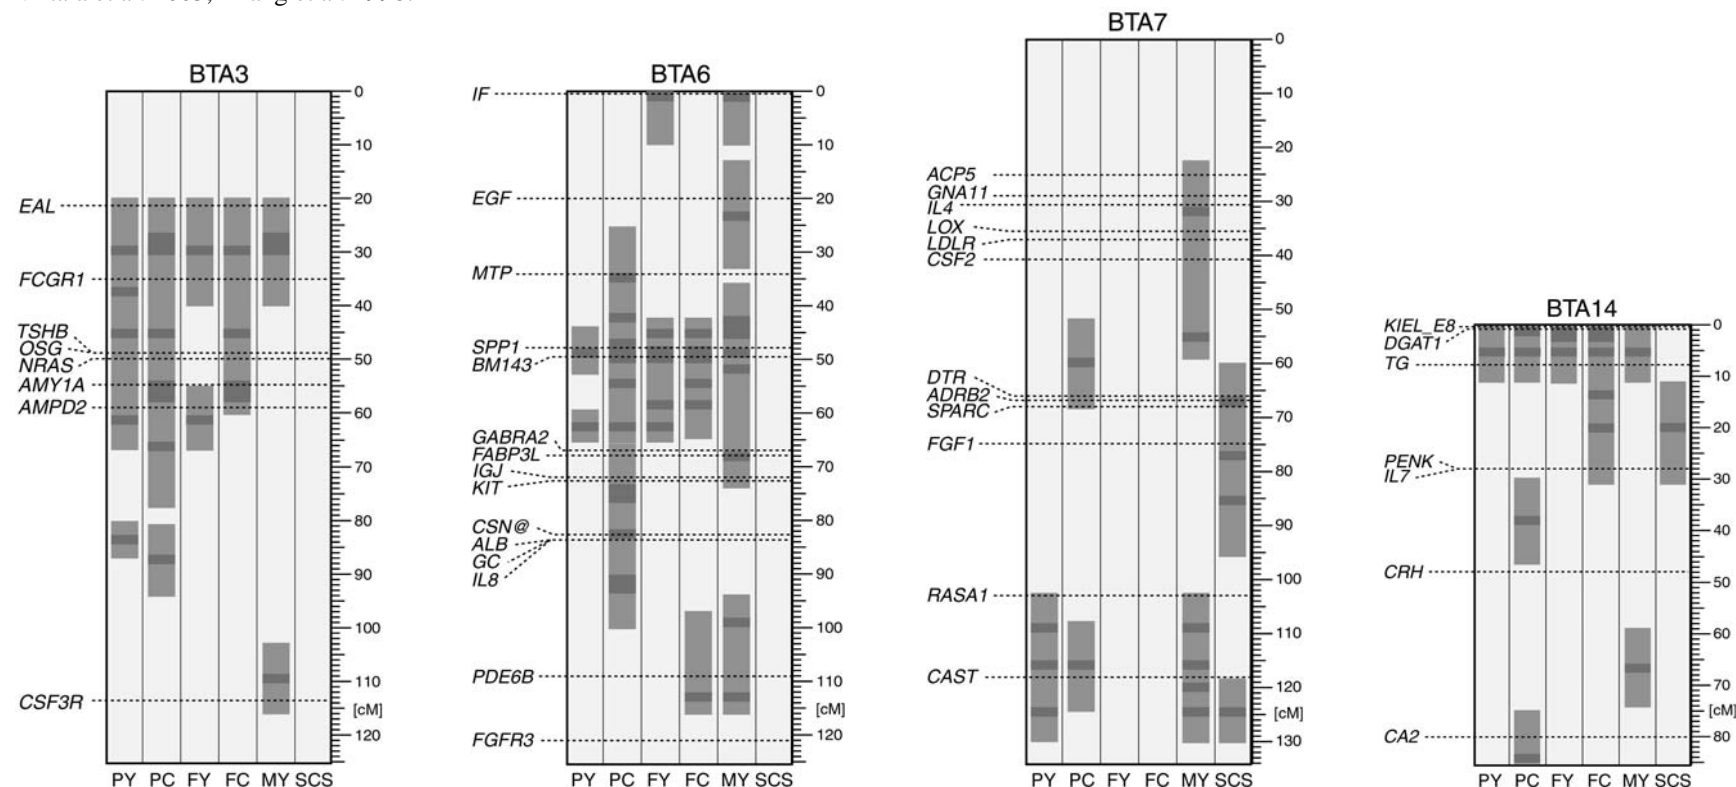 BTA3
0
10
20
30
40
50
60
70
80
90
100
110
[cM]
120
EAL
FCGR1
TSHB
OSG
NRAS
AMY1A
AMPD2
CSF3R
PY PC FY FC MY SCS
BTA6
0
10
20
30
40
50
60
70
80
90
100
110
[cM]
120
IF
EGF
MTP
SPP1
BM143
GABRA2
FABP3L
IGJ
KIT
CSN@
ALB
GC
IL8
PDE6B
FGFR3
PY PC FY FC MY SCS
BTA7
0
10
20
30
40
50
60
70
80
90
100
110
120
[cM]
130
ACP5
GNA11
IL4
LOX
LDLR
CSF2
DTR
ADRB2
SPARC
FGF1
RASA1
CAST
PY PC FY FC MY SCS
BTA14
0
10
20
30
40
50
60
70
[cM]
80
KIEL_E8
DGAT1
TG
PENK
IL7
CRH
CA2
PY PC FY FC MY SCS